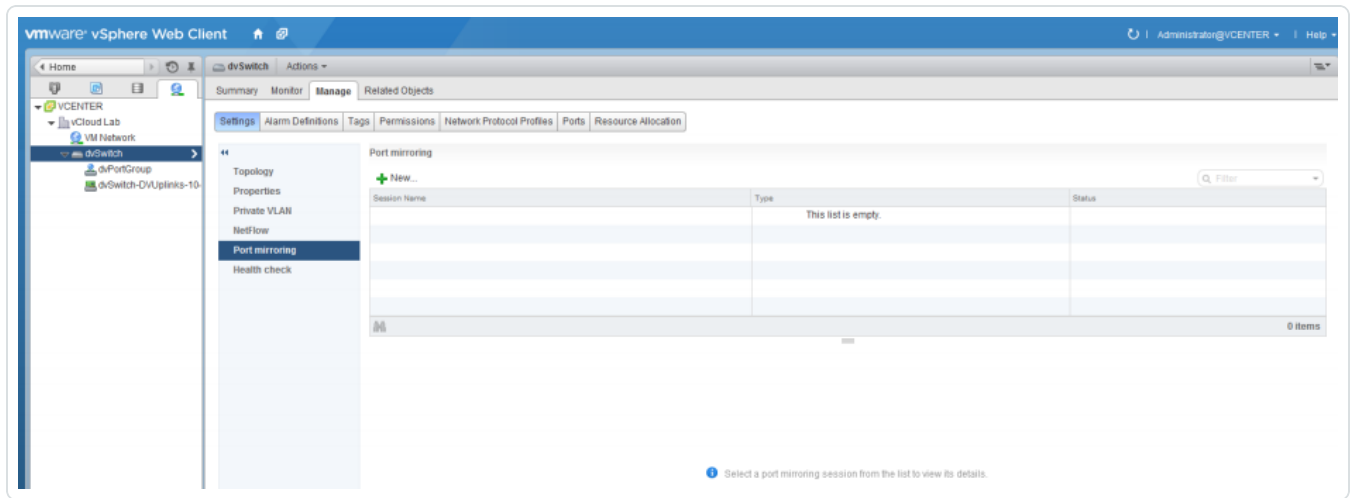 vmware vSphere Web Client
Administrator@VCENTER
Help
Home
dvSwitch Actions
Summary Monitor Manage Related Objects
VCENTER
vCloud Lab
VM Network
dvSwitch
dvPortGroup
dvSwitch-DVUplinks-10-
Settings Alarm Definitions Tags Permissions Network Protocol Profiles Ports Resource Allocation
Topology
Properties
Private VLAN
NetFlow
Port mirroring
Health check
Port mirroring
New...
Filter
Session Name Type Status
This list is empty.
0 items
Select a port mirroring session from the list to view its details.